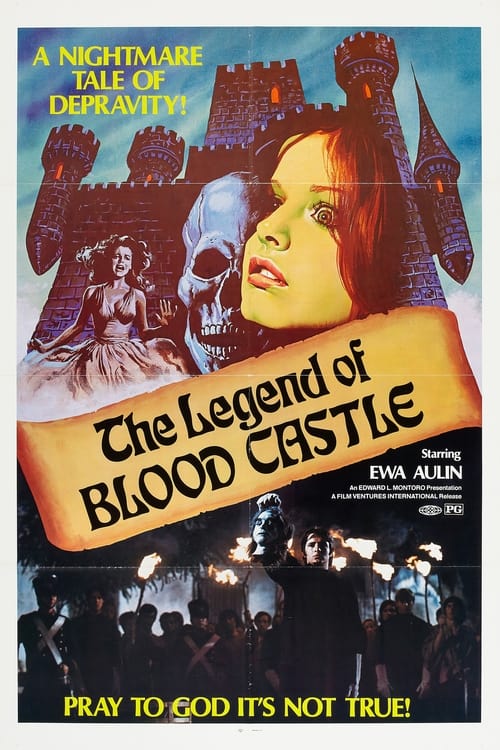 A NIGHTMARE
TALE OF
DEPRAVITY!
The Legend of
BLOOD CASTLE
Starring
EWA AULIN
An EDWARD L. MONTORO Presentation
A FILM VENTURES INTERNATIONAL Release
PG
PRAY TO GOD IT'S NOT TRUE!